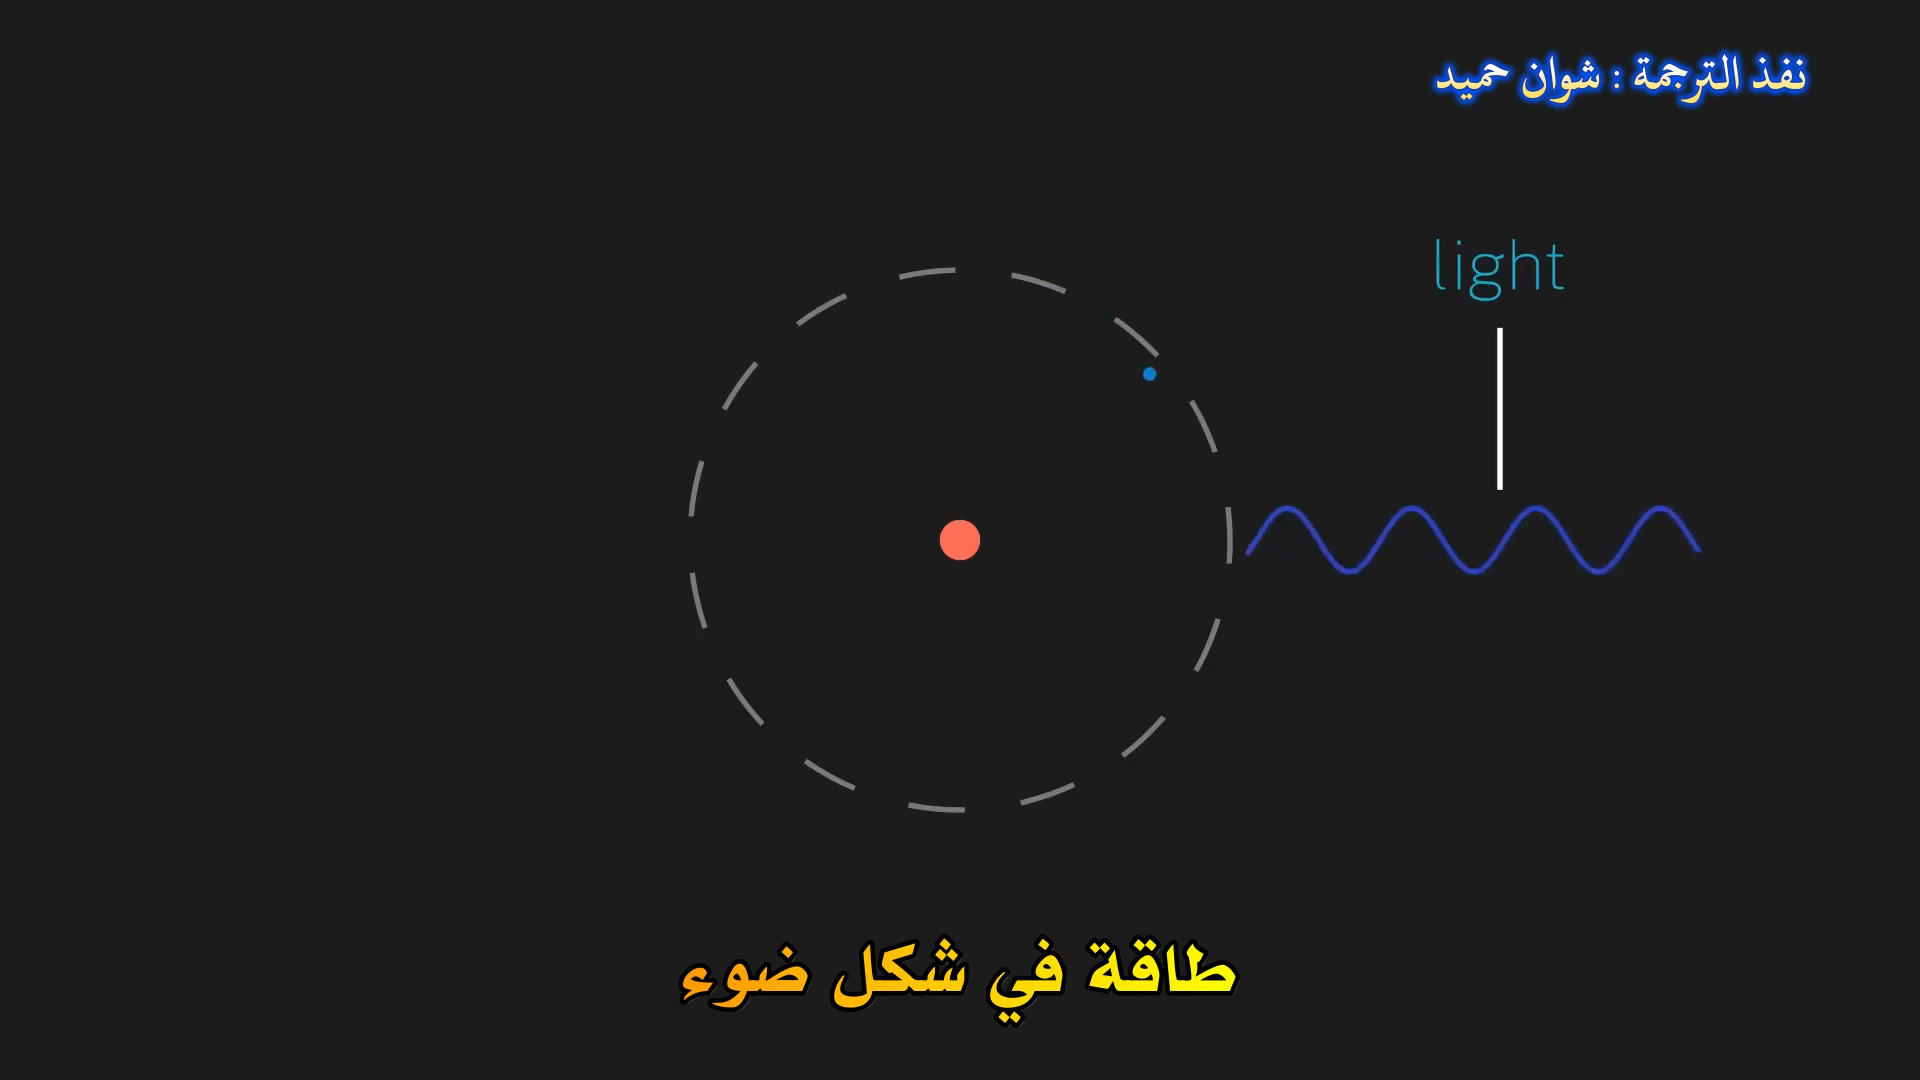 نفذ الترجمة : شوان حميد
light
طاقة في شكل ضوء